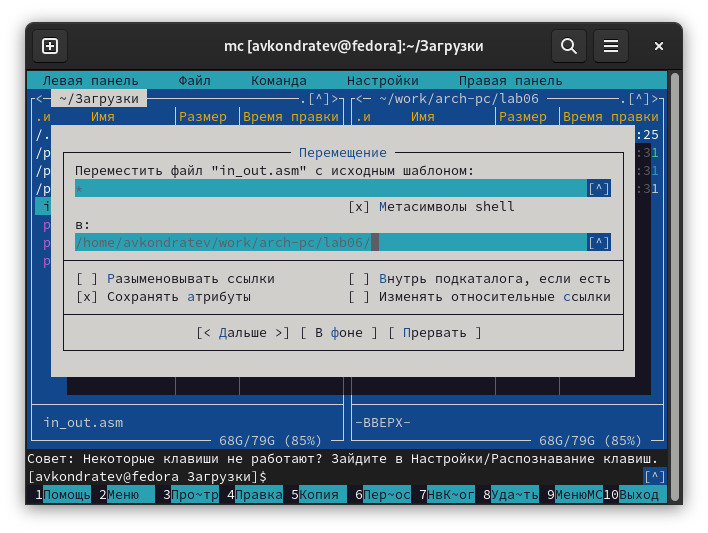 mc [avkondratev@fedora]:~/Загрузки
Левая панель Файл Команда Настройки Правая панель
<— ~/Загрузки .[^]> <— ~/work/arch-pc/lab06 .[^]>
.и Имя Размер Время правки .и Имя Размер Время правки
/. :25
/р :31
/р :31
Перемещение
Переместить файл "in_out.asm" с исходным шаблоном:
* [^]
[x] Метасимволы shell
в:
/home/avkondratev/work/arch-pc/lab06/ [^]
[ ] Разыменовывать ссылки [ ] Внутрь подкаталога, если есть
[x] Сохранять атрибуты [ ] Изменять относительные ссылки
[< Дальше >] [ В фоне ] [ Прервать ]
in_out.asm -ВВЕРХ-
68G/79G (85%) 68G/79G (85%)
Совет: Некоторые клавиши не работают? Зайдите в Настройки/Распознавание клавиш.
[avkondratev@fedora Загрузки]$ [^]
1Помощь 2Меню 3Про~тр 4Правка 5Копия 6Пер~ос 7НвК~ог 8Уда~ть 9МенюМС 10Выход